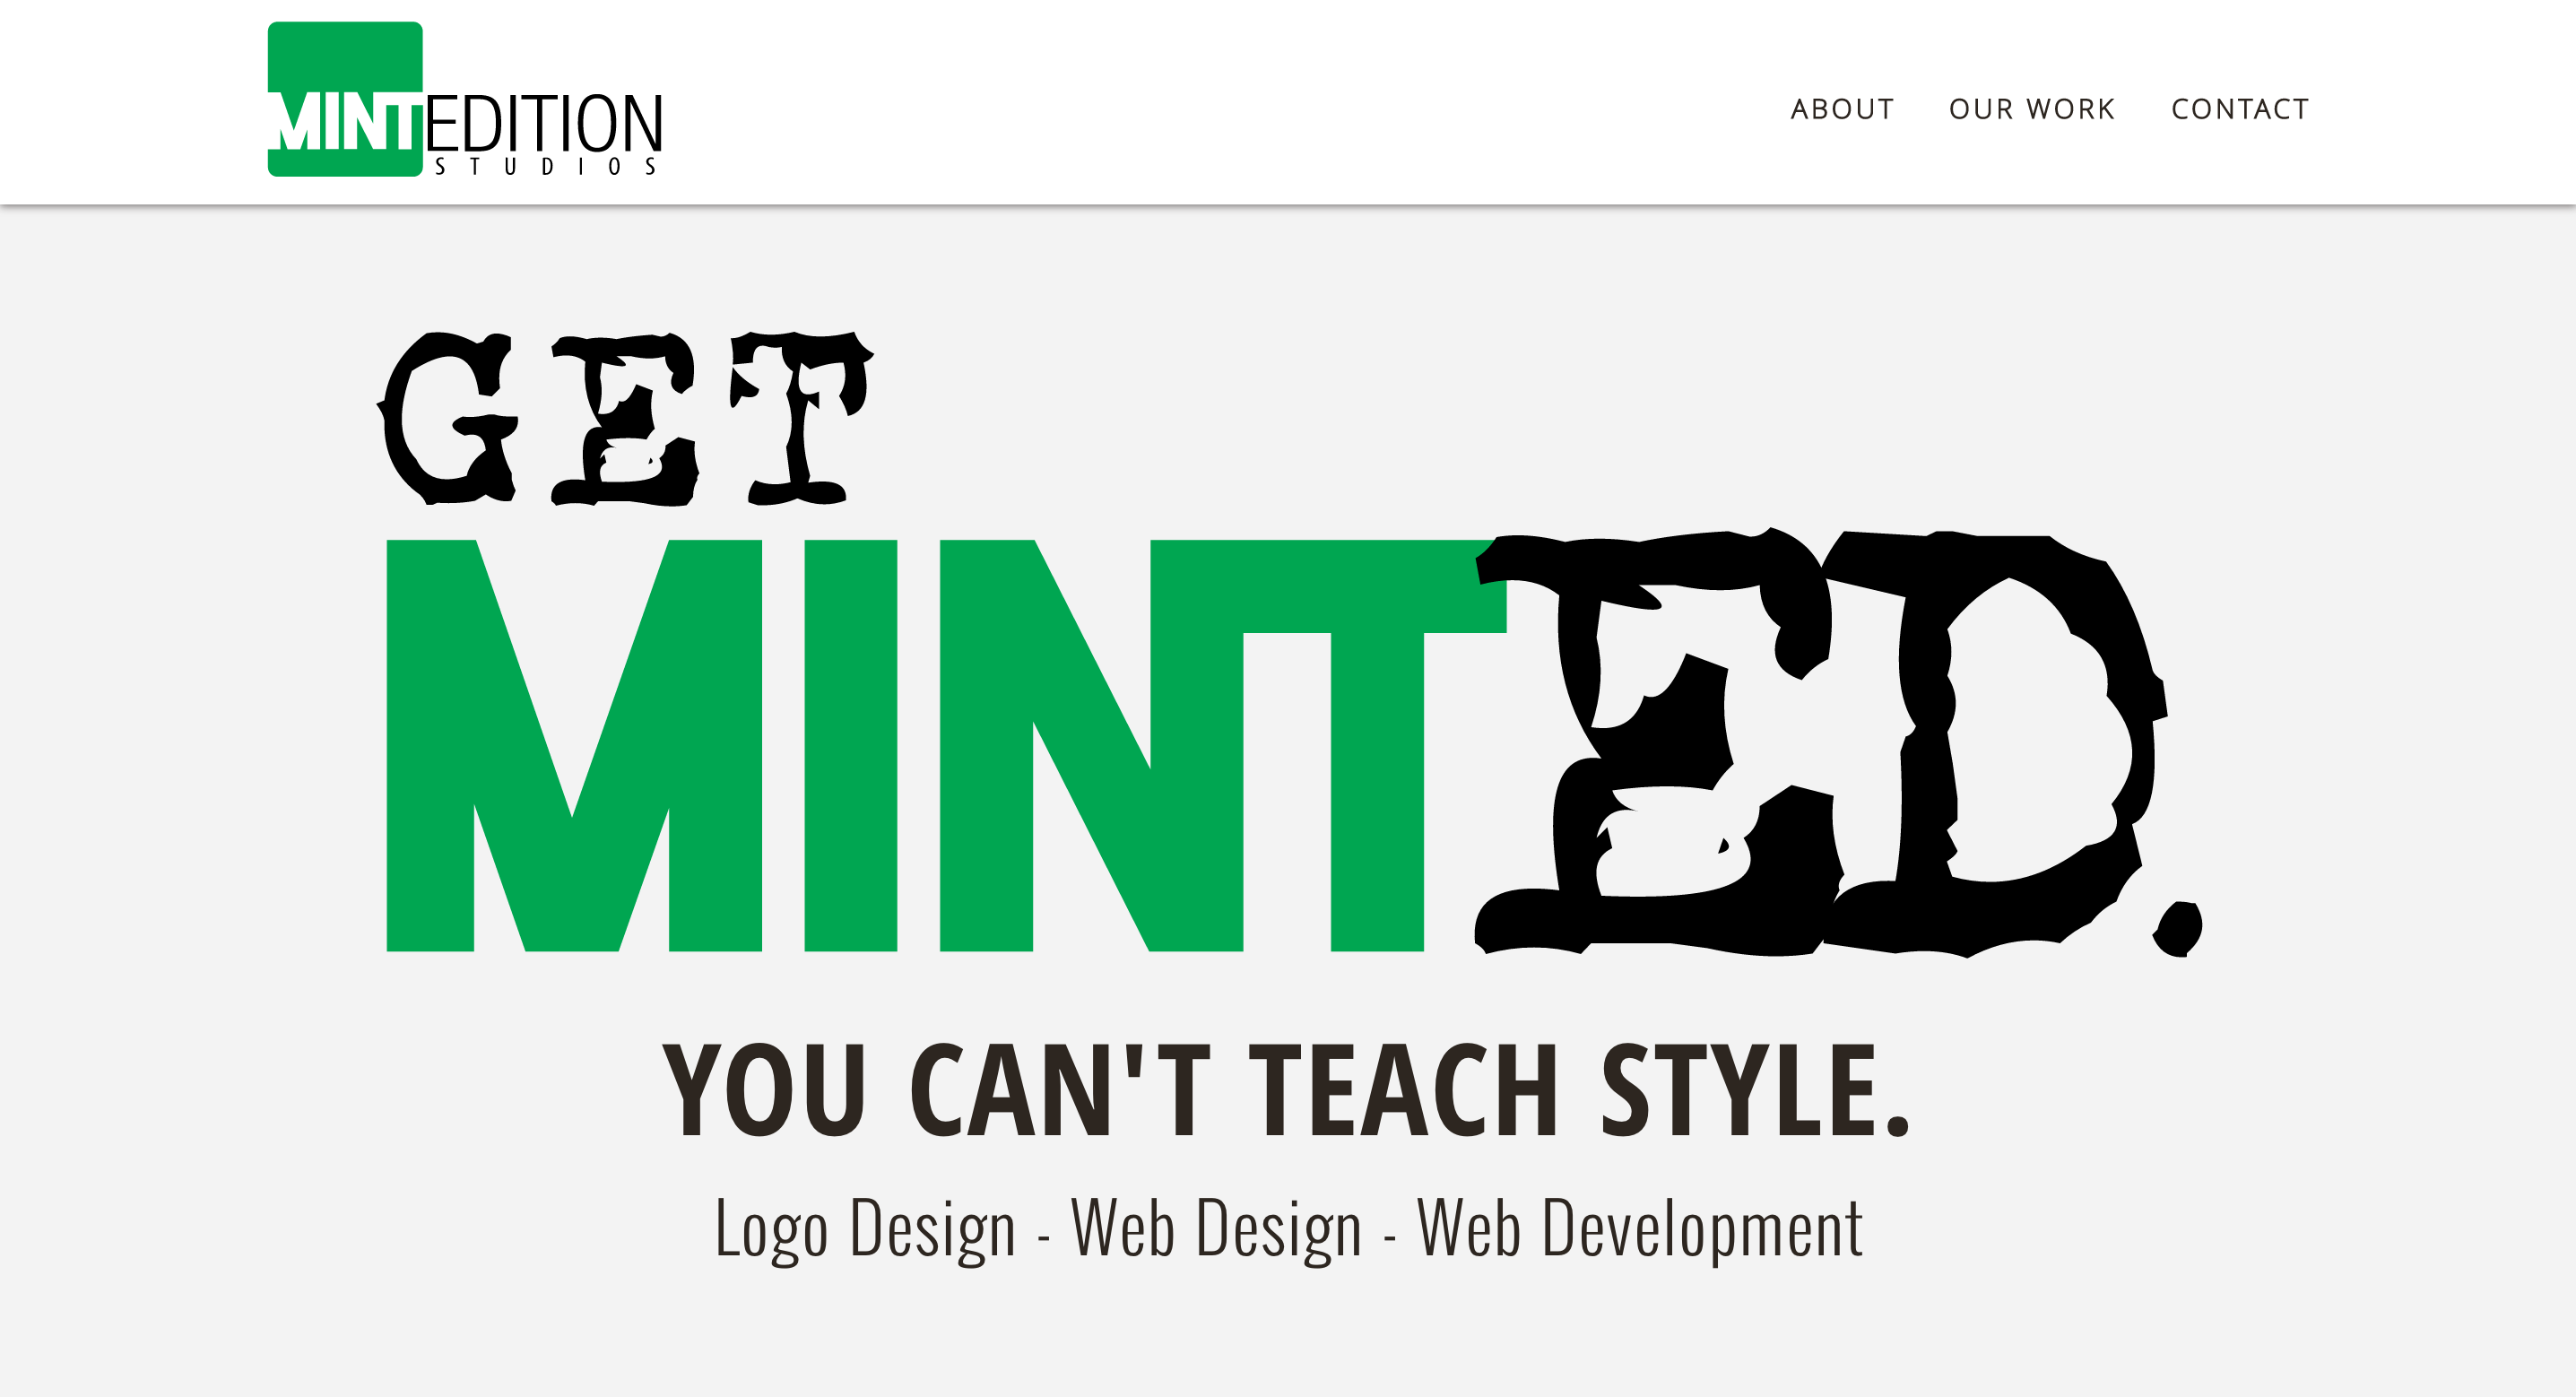 MINTEDITION
STUDIOS
ABOUT OUR WORK CONTACT
GET
MINTED.
YOU CAN'T TEACH STYLE.
Logo Design - Web Design - Web Development